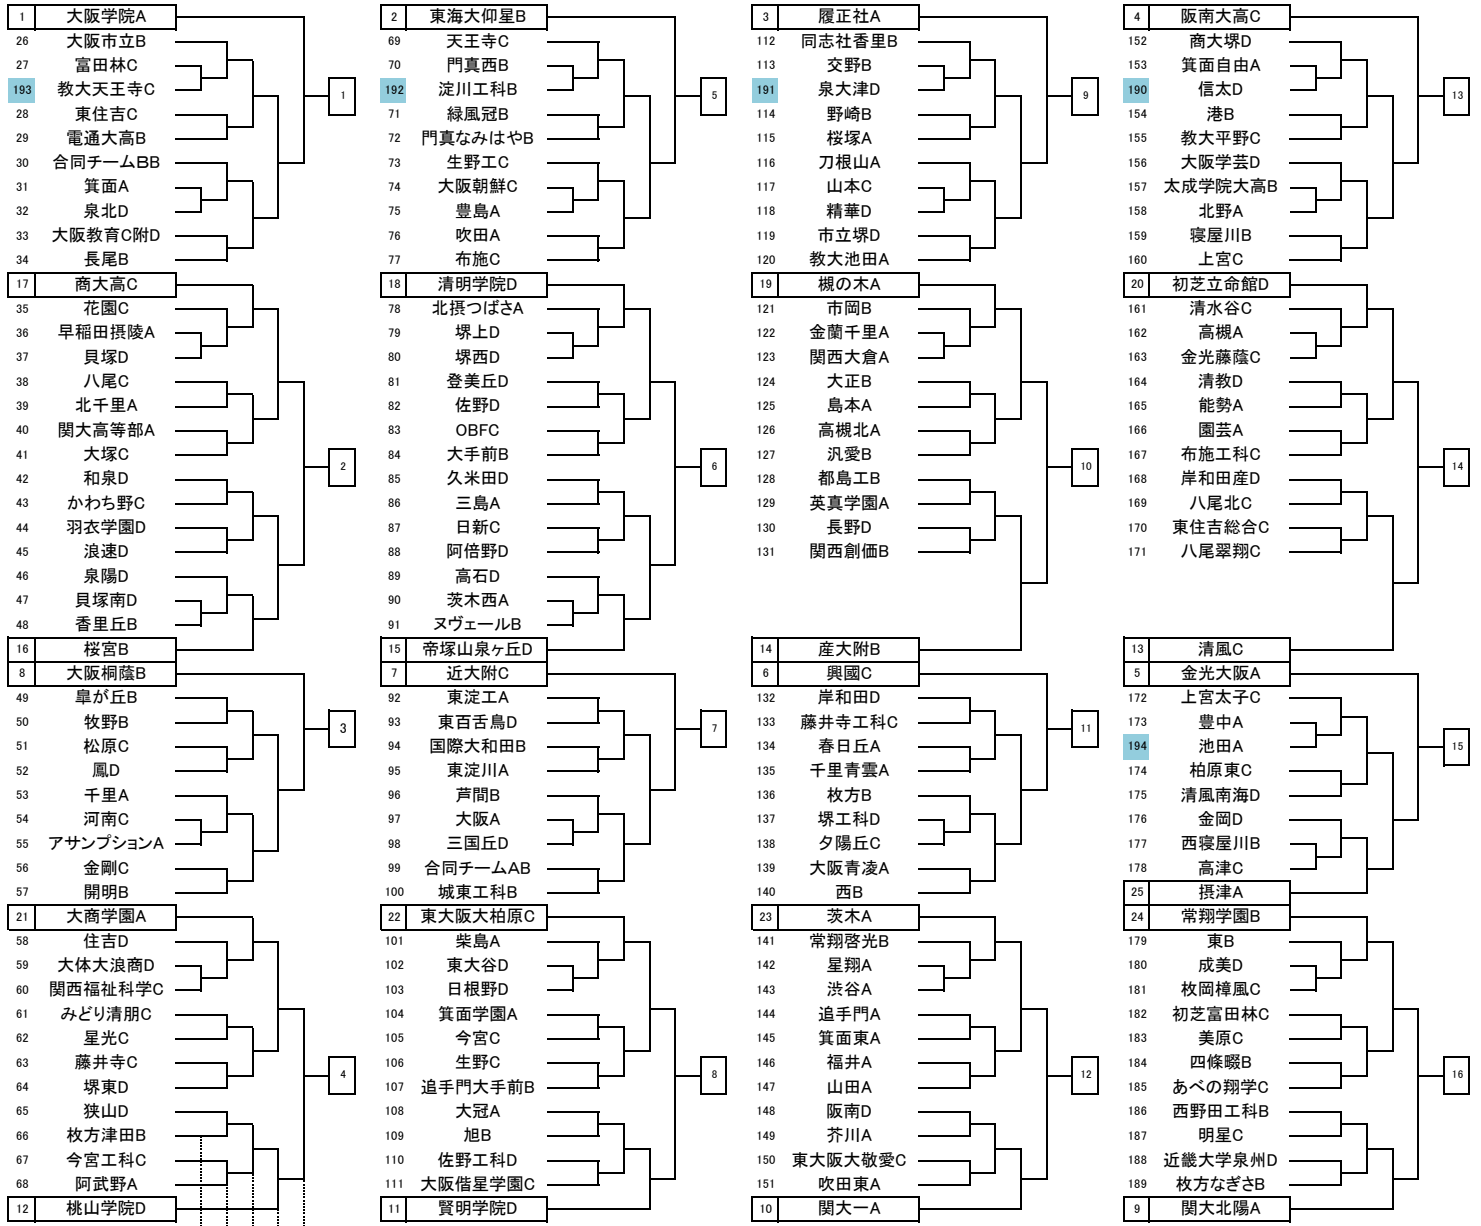 1 大阪学院A
26 大阪市立B
27 富田林C
193 教大天王寺C
28 東住吉C
29 電通大高B
30 合同チームBB
31 箕面A
32 泉北D
33 大阪教育C附D
34 長尾B
1
17 商大高C
35 花園C
36 早稲田摂陵A
37 貝塚D
38 八尾C
39 北千里A
40 関大高等部A
41 大塚C
42 和泉D
43 かわち野C
44 羽衣学園D
45 浪速D
46 泉陽D
47 貝塚南D
48 香里丘B
16 桜宮B
2
8 大阪桐蔭B
49 皐が丘B
50 牧野B
51 松原C
52 鳳D
53 千里A
54 河南C
55 アサンプションA
56 金剛C
57 開明B
3
21 大商学園A
58 住吉D
59 大体大浪商D
60 関西福祉科学C
61 みどり清朋C
62 星光C
63 藤井寺C
64 堺東D
65 狭山D
66 枚方津田B
67 今宮工科C
68 阿武野A
12 桃山学院D
4
2 東海大仰星B
69 天王寺C
70 門真西B
192 淀川工科B
71 緑風冠B
72 門真なみはやB
73 生野工C
74 大阪朝鮮C
75 豊島A
76 吹田A
77 布施C
5
18 清明学院D
78 北摂つばさA
79 堺上D
80 堺西D
81 登美丘D
82 佐野D
83 OBFC
84 大手前B
85 久米田D
86 三島A
87 日新C
88 阿倍野D
89 高石D
90 茨木西A
91 ヌヴェールB
15 帝塚山泉ヶ丘D
6
7 近大附C
92 東淀工A
93 東百舌鳥D
94 国際大和田B
95 東淀川A
96 芦間B
97 大阪A
98 三国丘D
99 合同チームAB
100 城東工科B
7
22 東大阪大柏原C
101 柴島A
102 東大谷D
103 日根野D
104 箕面学園A
105 今宮C
106 生野C
107 追手門大手前B
108 大冠A
109 旭B
110 佐野工科D
111 大阪偕星学園C
11 賢明学院D
8
3 履正社A
112 同志社香里B
113 交野B
191 泉大津D
114 野崎B
115 桜塚A
116 刀根山A
117 山本C
118 精華D
119 市立堺D
120 教大池田A
9
19 槻の木A
121 市岡B
122 金蘭千里A
123 関西大倉A
124 大正B
125 島本A
126 高槻北A
127 汎愛B
128 都島工B
129 英真学園A
130 長野D
131 関西創価B
14 産大附B
10
6 興國C
132 岸和田D
133 藤井寺工科C
134 春日丘A
135 千里青雲A
136 枚方B
137 堺工科D
138 夕陽丘C
139 大阪青凌A
140 西B
11
23 茨木A
141 常翔啓光B
142 星翔A
143 渋谷A
144 追手門A
145 箕面東A
146 福井A
147 山田A
148 阪南D
149 芥川A
150 東大阪大敬愛C
151 吹田東A
10 関大一A
12
4 阪南大高C
152 商大堺D
153 箕面自由A
190 信太D
154 港B
155 教大平野C
156 大阪学芸D
157 太成学院大高B
158 北野A
159 寝屋川B
160 上宮C
13
20 初芝立命館D
161 清水谷C
162 高槻A
163 金光藤蔭C
164 清教D
165 能勢A
166 園芸A
167 布施工科C
168 岸和田産D
169 八尾北C
170 東住吉総合C
171 八尾翠翔C
13 清風C
14
5 金光大阪A
172 上宮太子C
173 豊中A
194 池田A
174 柏原東C
175 清風南海D
176 金岡D
177 西寝屋川B
178 高津C
25 摂津A
15
24 常翔学園B
179 東B
180 成美D
181 枚岡樟風C
182 初芝富田林C
183 美原C
184 四條畷B
185 あべの翔学C
186 西野田工科B
187 明星C
188 近畿大学泉州D
189 枚方なぎさB
9 関大北陽A
16